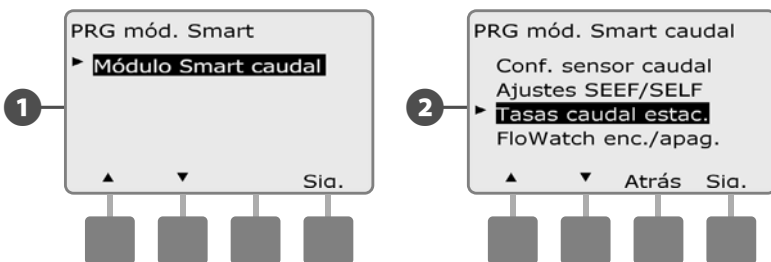 PRG mód. Smart
► Módulo Smart caudal
1
▲ ▼ Sig.
PRG mód. Smart caudal
Conf. sensor caudal
Ajustes SEEF/SELF
2
► Tasas caudal estac.
FloWatch enc./apag.
▲ ▼ Atrás Sig.